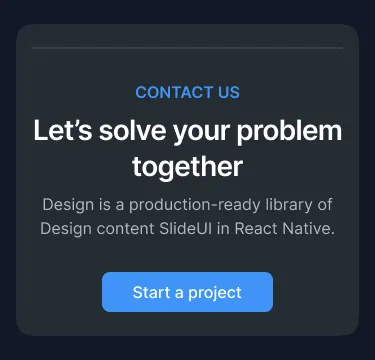 CONTACT US
Let’s solve your problem
together
Design is a production-ready library of
Design content SlideUI in React Native.
Start a project